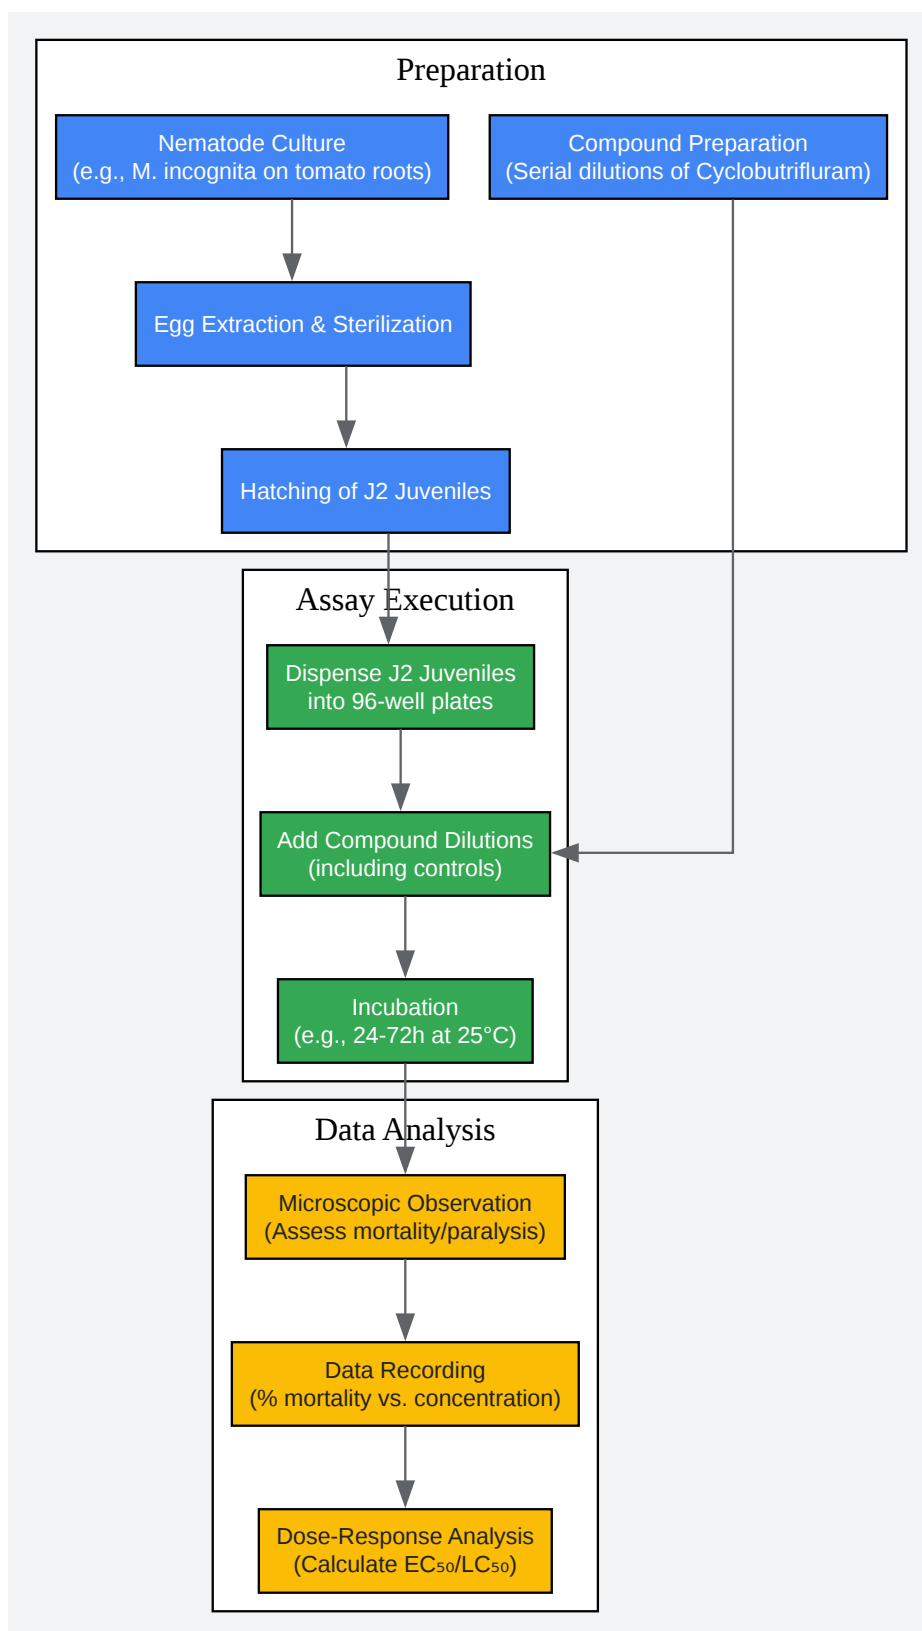 Preparation
Nematode Culture
(e.g., M. incognita on tomato roots)
Compound Preparation
(Serial dilutions of Cyclobutrifluram)
Egg Extraction & Sterilization
Hatching of J2 Juveniles
Assay Execution
Dispense J2 Juveniles
into 96-well plates
Add Compound Dilutions
(including controls)
Incubation
(e.g., 24-72h at 25°C)
Data Analysis
Microscopic Observation
(Assess mortality/paralysis)
Data Recording
(% mortality vs. concentration)
Dose-Response Analysis
(Calculate EC₅₀/LC₅₀)